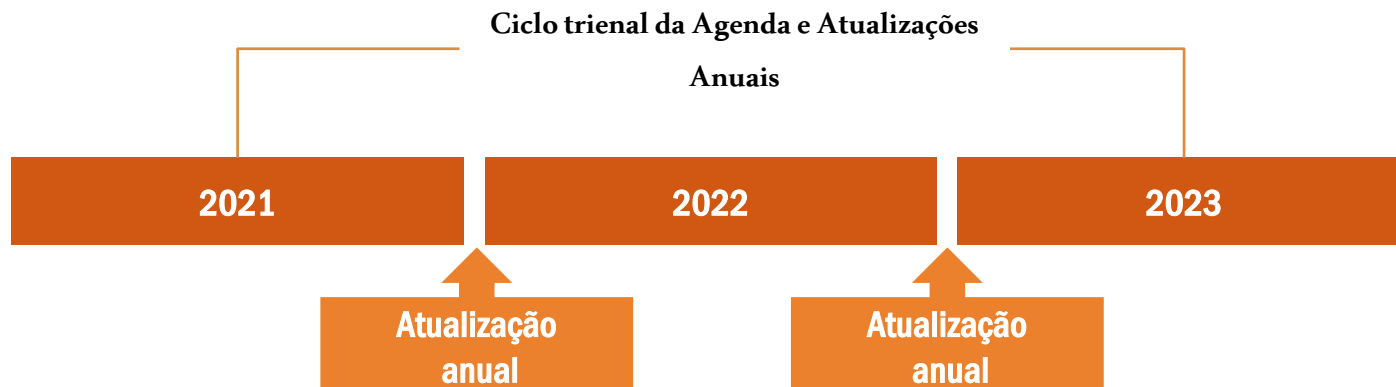 Ciclo trienal da Agenda e Atualizações
Anuais
2021
2022
2023
Atualização
anual
Atualização
anual